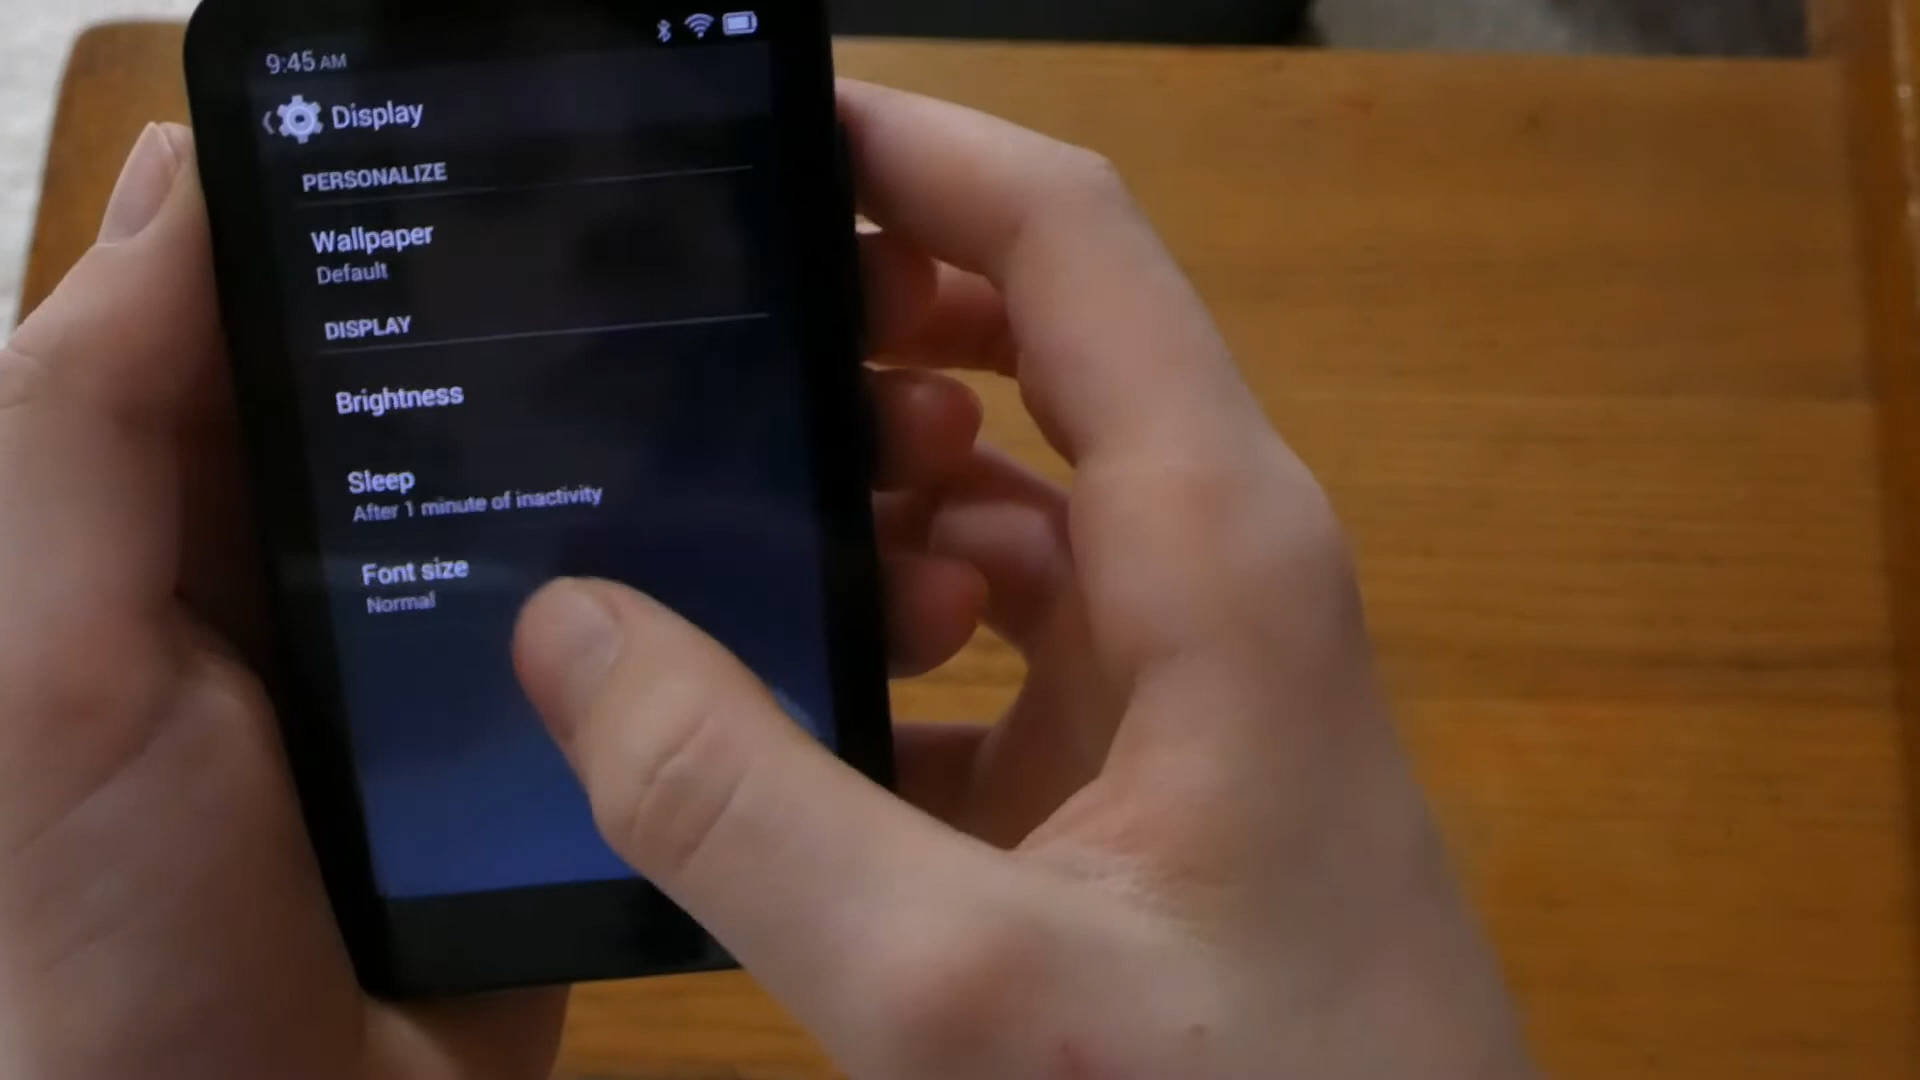 9:45 AM
Display
PERSONALIZE
Wallpaper
Default
DISPLAY
Brightness
Sleep
After 1 minute of inactivity
Font size
Normal